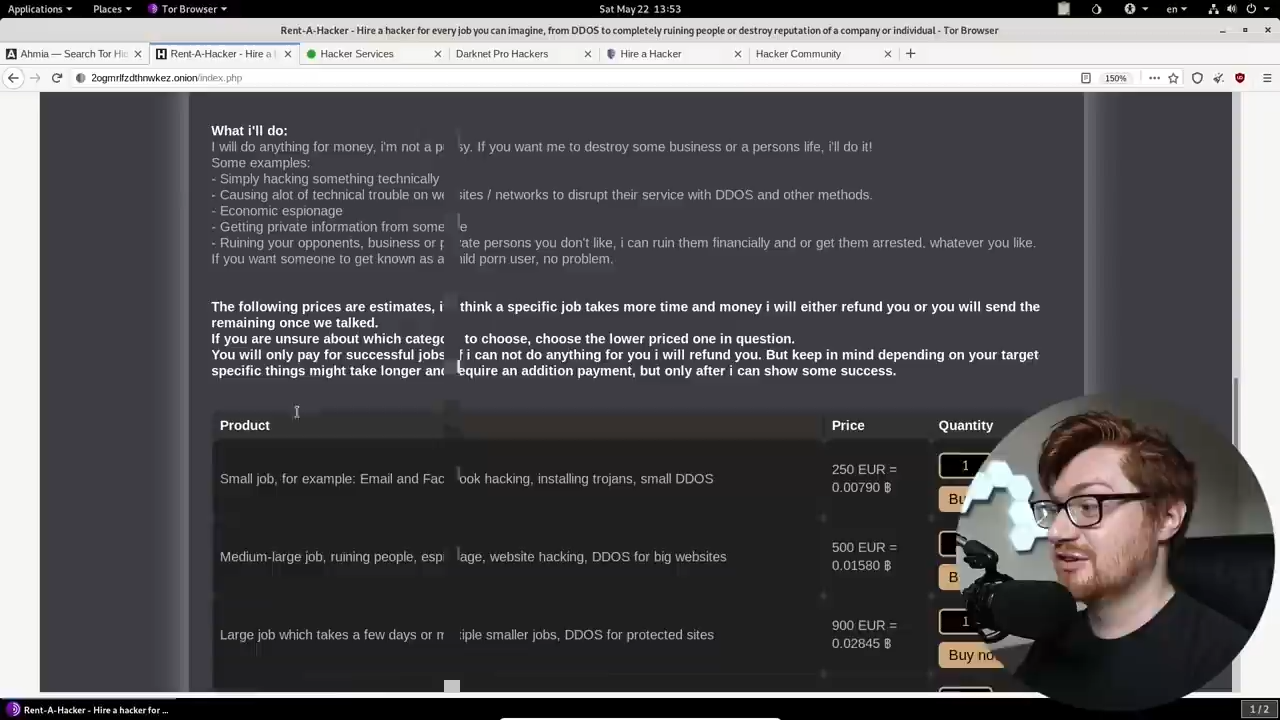 Applications Places Tor Browser Sat May 22 13:53 en
Rent-A-Hacker - Hire a hacker for every job you can imagine, from DDOS to completely ruining people or destroy reputation of a company or individual - Tor Browser
Ahmia — Search Tor Hi Rent-A-Hacker - Hire a Hacker Services Darknet Pro Hackers Hire a Hacker Hacker Community
2ogmrlfzdthnwkez.onion/index.php 150%
What i'll do:
I will do anything for money, i'm not a p sy. If you want me to destroy some business or a persons life, i'll do it!
Some examples:
- Simply hacking something technically
- Causing alot of technical trouble on we sites / networks to disrupt their service with DDOS and other methods.
- Economic espionage
- Getting private information from some e
- Ruining your opponents, business or p vate persons you don't like, i can ruin them financially and or get them arrested, whatever you like.
If you want someone to get known as a ild porn user, no problem.
The following prices are estimates, i think a specific job takes more time and money i will either refund you or you will send the
remaining once we talked.
If you are unsure about which categ to choose, choose the lower priced one in question.
You will only pay for successful jobs f i can not do anything for you i will refund you. But keep in mind depending on your target
specific things might take longer and equire an addition payment, but only after i can show some success.
Product Price Quantity
Small job, for example: Email and Fac ook hacking, installing trojans, small DDOS 250 EUR = 1
0.00790 ฿ Bu
Medium-large job, ruining people, esp age, website hacking, DDOS for big websites 500 EUR =
0.01580 ฿ B
Large job which takes a few days or m iple smaller jobs, DDOS for protected sites 900 EUR = 1
0.02845 ฿ Buy no
Rent-A-Hacker - Hire a hacker for ... 1 / 2